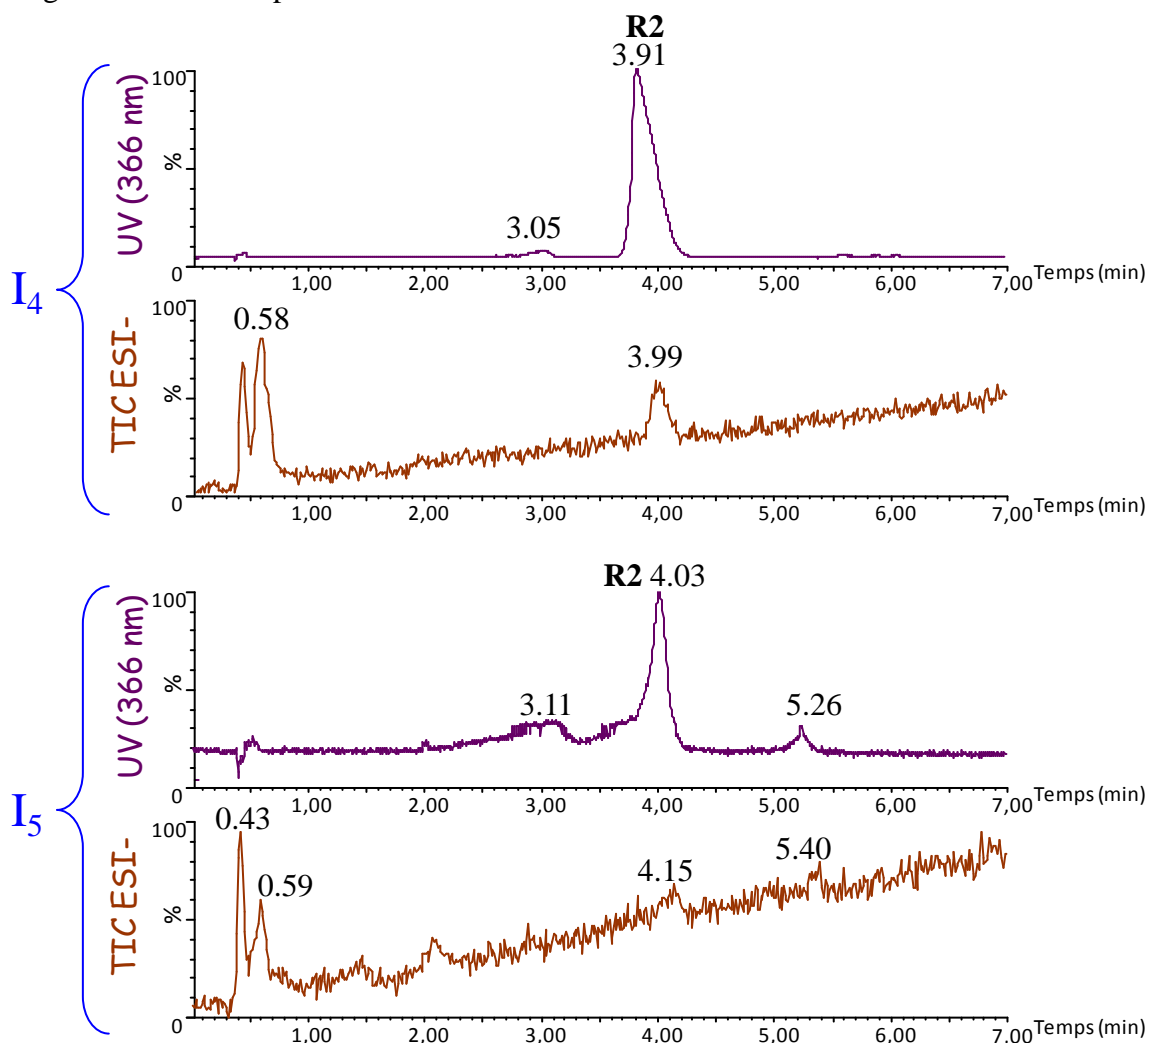 R2
3.91
100
3.05
%
UV (366 nm)
0
1,00 2,00 3,00 4,00 5,00 6,00 7,00 Temps (min)
I4
100
0.58
3.99
%
TIC ESI-
0
1,00 2,00 3,00 4,00 5,00 6,00 7,00 Temps (min)
R2 4.03
100
3.11
5.26
%
UV (366 nm)
0
1,00 2,00 3,00 4,00 5,00 6,00 7,00 Temps (min)
I5
100
0.43
0.59
4.15
5.40
%
TIC ESI-
0
1,00 2,00 3,00 4,00 5,00 6,00 7,00 Temps (min)